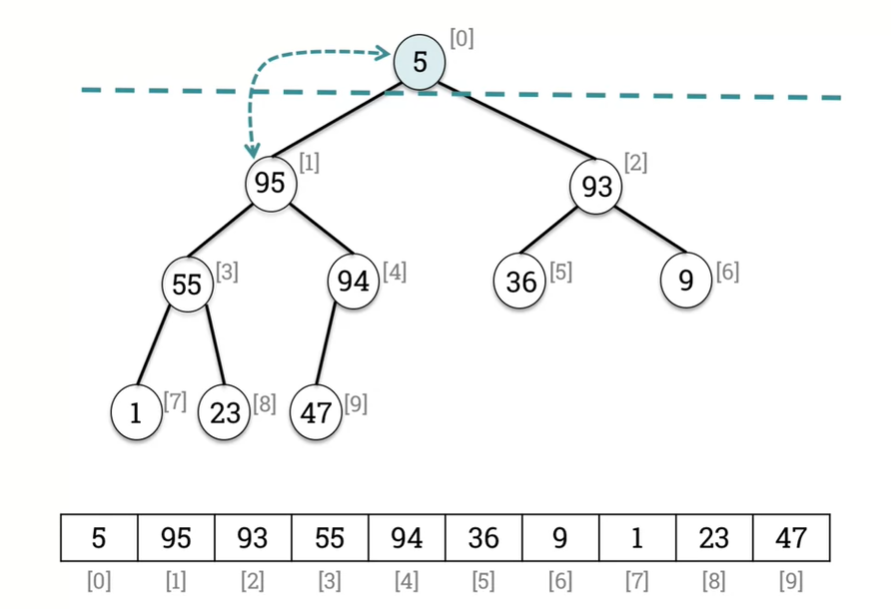 5 [0]
95 [1] 93 [2]
55 [3] 94 [4] 36 [5] 9 [6]
1 [7] 23 [8] 47 [9]
5 95 93 55 94 36 9 1 23 47
[0] [1] [2] [3] [4] [5] [6] [7] [8] [9]